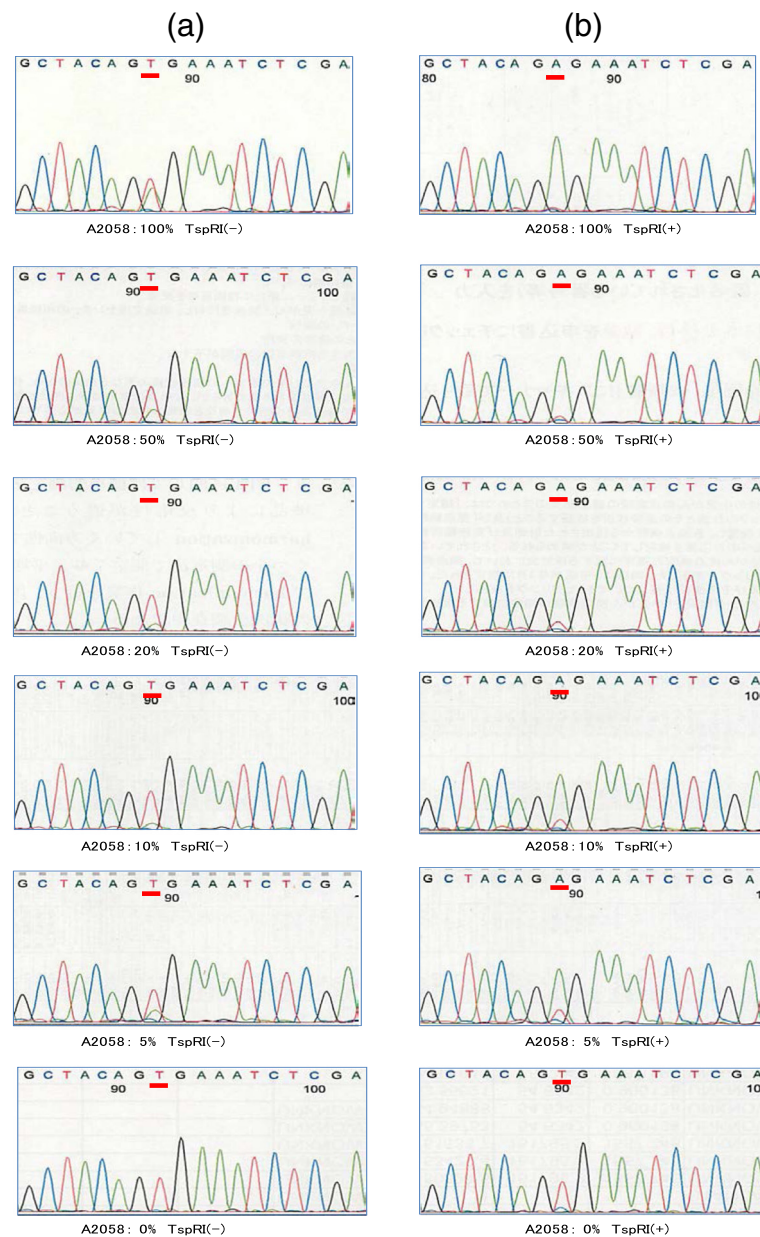 (a)
(b)
G C T A C A G T G A A A T C T C G A
90
A2058:100% TspRI(-)
G C T A C A G A G A A A T C T C G A
80 90
A2058:100% TspRI(+)
G C T A C A G T G A A A T C T C G A
90 100
A2058:50% TspRI(-)
G C T A C A G A G A A A T C T C G A
90
A2058:50% TspRI(+)
G C T A C A G T G A A A T C T C G A
90
A2058:20% TspRI(-)
G C T A C A G A G A A A T C T C G A
90
A2058:20% TspRI(+)
G C T A C A G T G A A A T C T C G A
90 100
A2058:10% TspRI(-)
G C T A C A G A G A A A T C T C G A
90 100
A2058:10% TspRI(+)
G C T A C A G T G A A A T C T C G A
90
A2058: 5% TspRI(-)
G C T A C A G A G A A A T C T C G A
90
A2058: 5% TspRI(+)
G C T A C A G T G A A A T C T C G A
90 100
A2058: 0% TspRI(-)
G C T A C A G T G A A A T C T C G A
90 100
A2058: 0% TspRI(+)